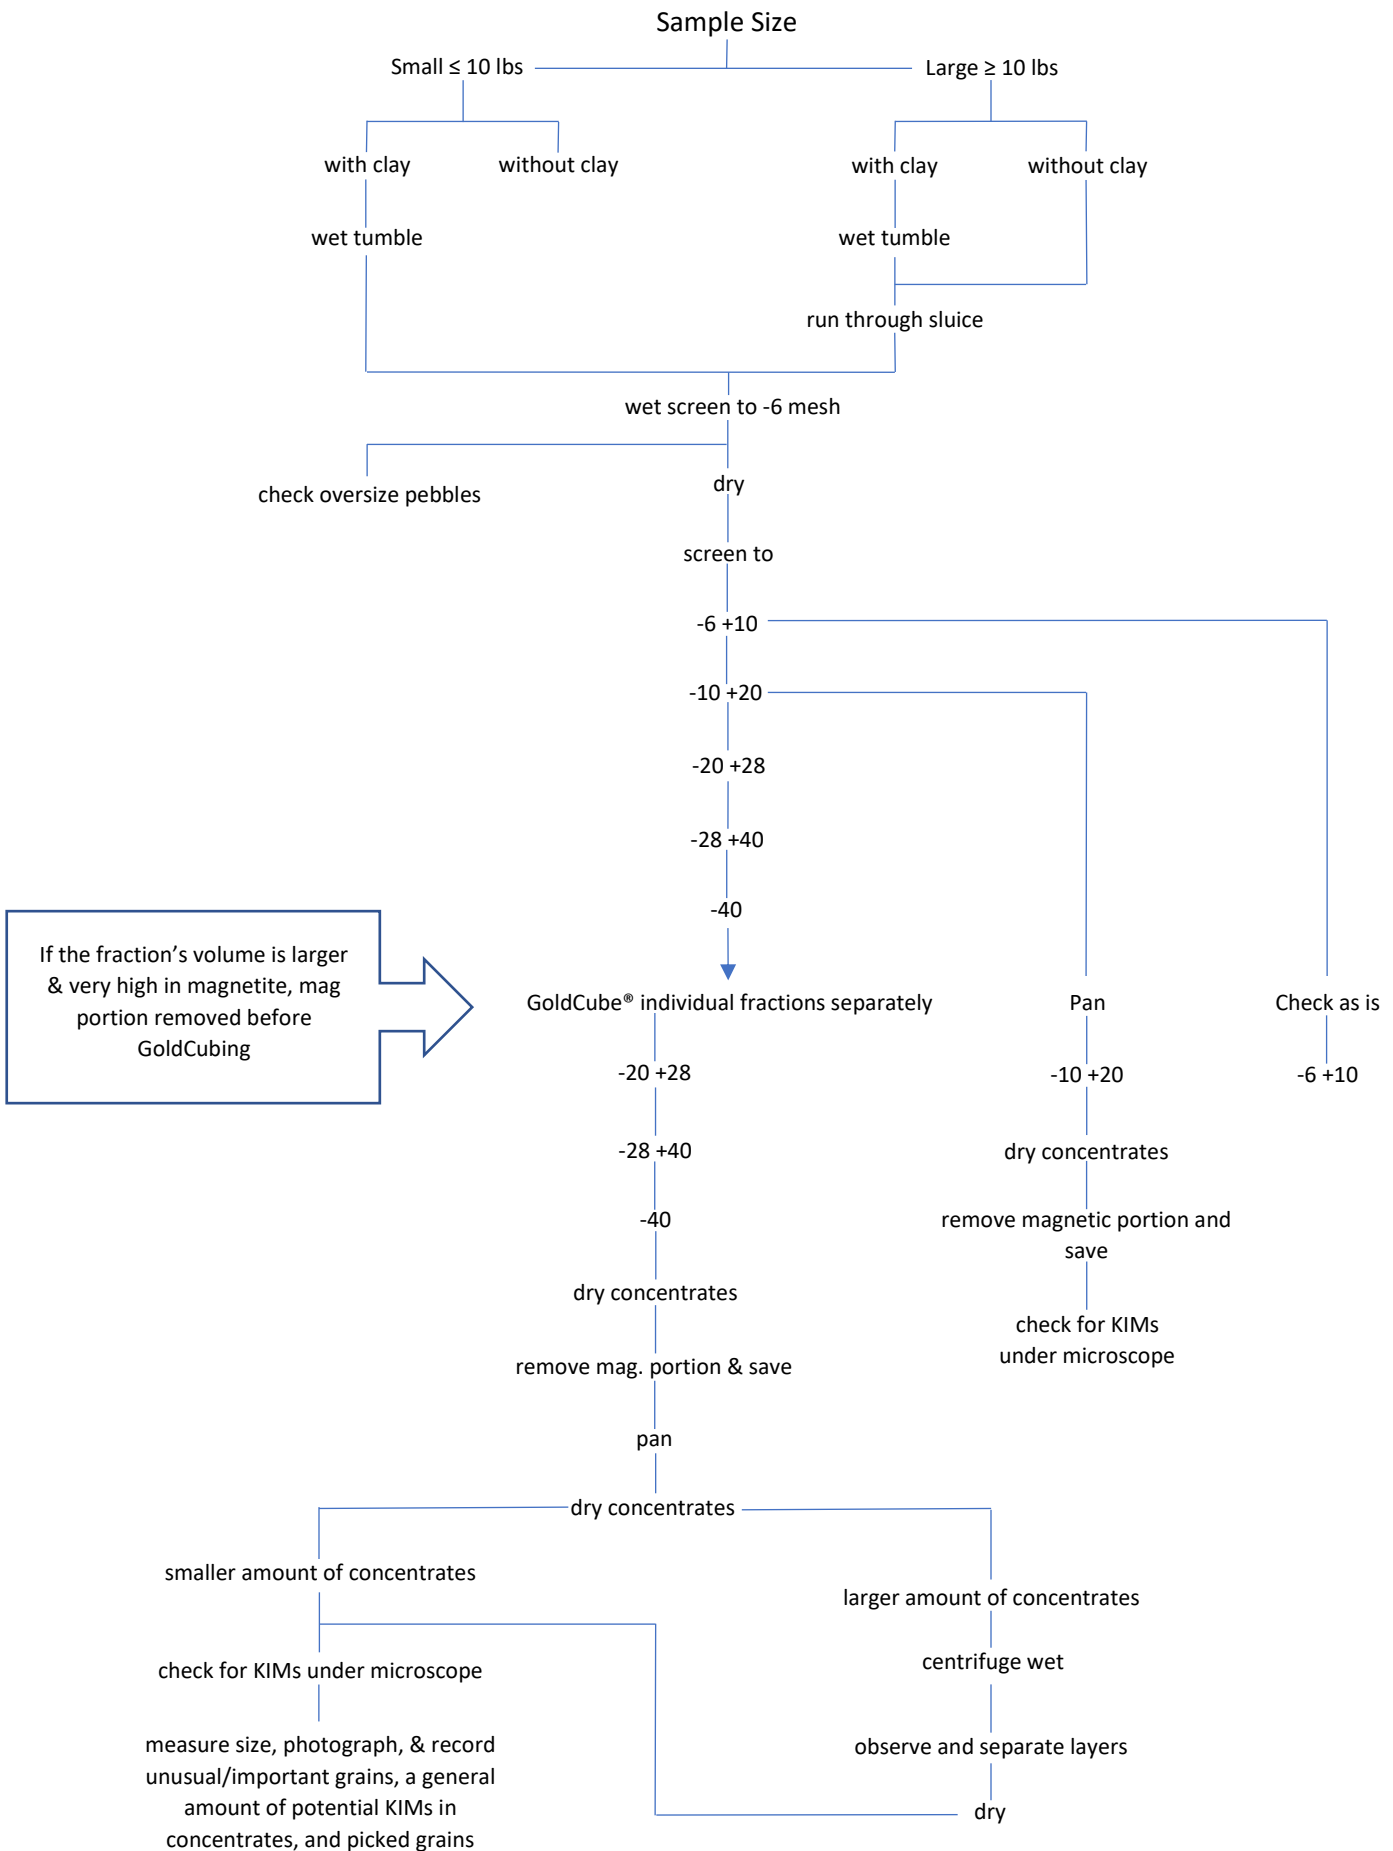 Sample Size
Small ≤ 10 lbs
Large ≥ 10 lbs
with clay
without clay
with clay
without clay
wet tumble
wet tumble
run through sluice
wet screen to -6 mesh
check oversize pebbles
dry
screen to
-6 +10
-10 +20
-20 +28
-28 +40
-40
If the fraction’s volume is larger
& very high in magnetite, mag
portion removed before
GoldCubing
GoldCube® individual fractions separately
Pan
Check as is
-20 +28
-10 +20
-6 +10
-28 +40
dry concentrates
-40
remove magnetic portion and
save
dry concentrates
check for KIMs
under microscope
remove mag. portion & save
pan
dry concentrates
smaller amount of concentrates
larger amount of concentrates
check for KIMs under microscope
centrifuge wet
measure size, photograph, & record
unusual/important grains, a general
amount of potential KIMs in
concentrates, and picked grains
observe and separate layers
dry